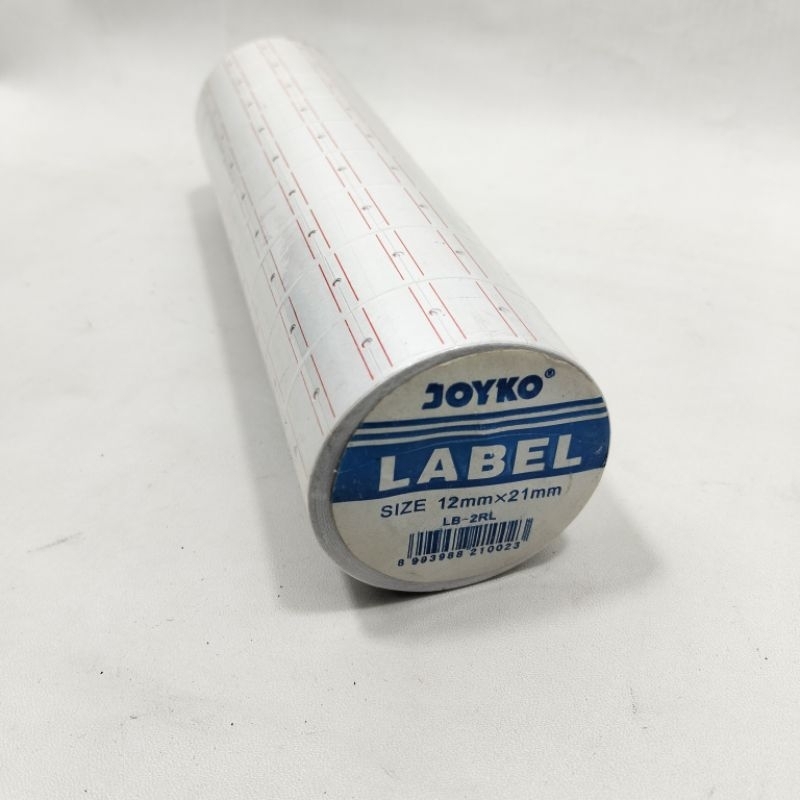 JOYKO®
LABEL
SIZE 12mm×21mm
LB-2RL
8 993988 210023